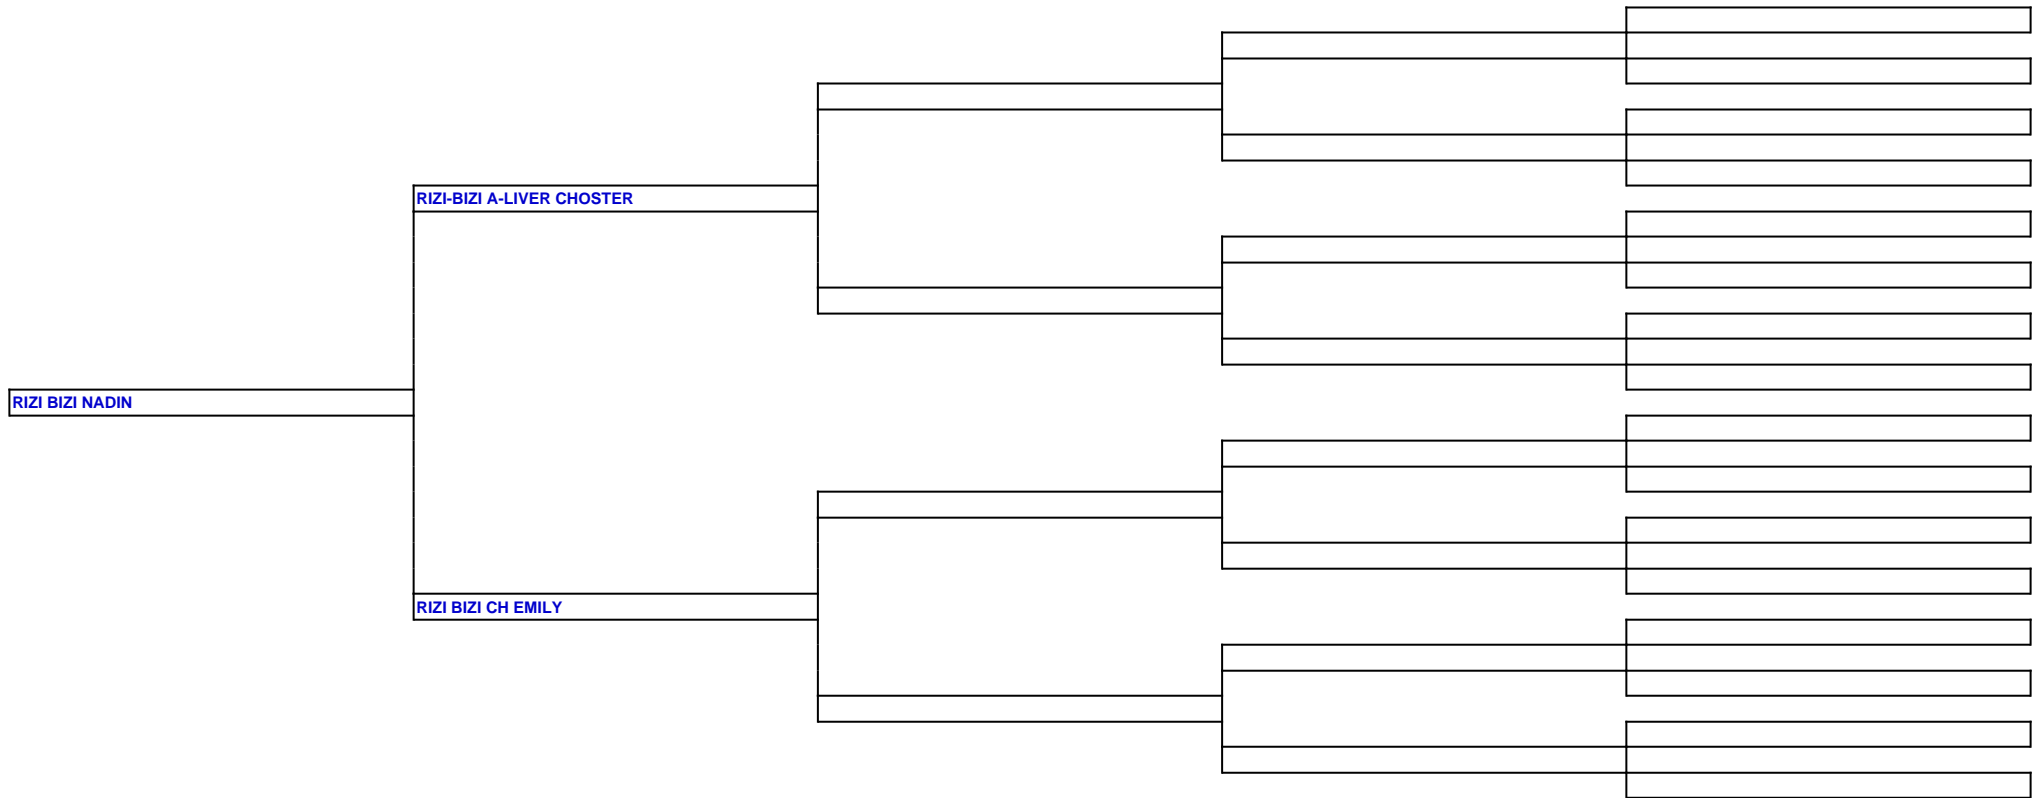 RIZI-BIZI A-LIVER CHOSTER
RIZI BIZI NADIN
RIZI BIZI CH EMILY